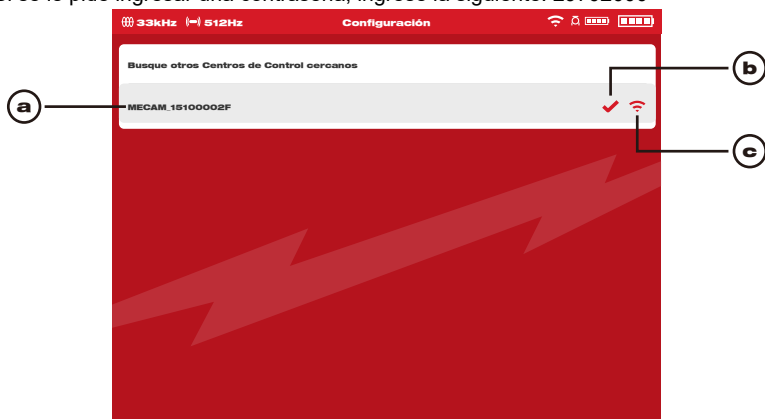 33kHz 512Hz Configuración
Busque otros Centros de Control cercanos
a
b
MECAM_15100002F
c